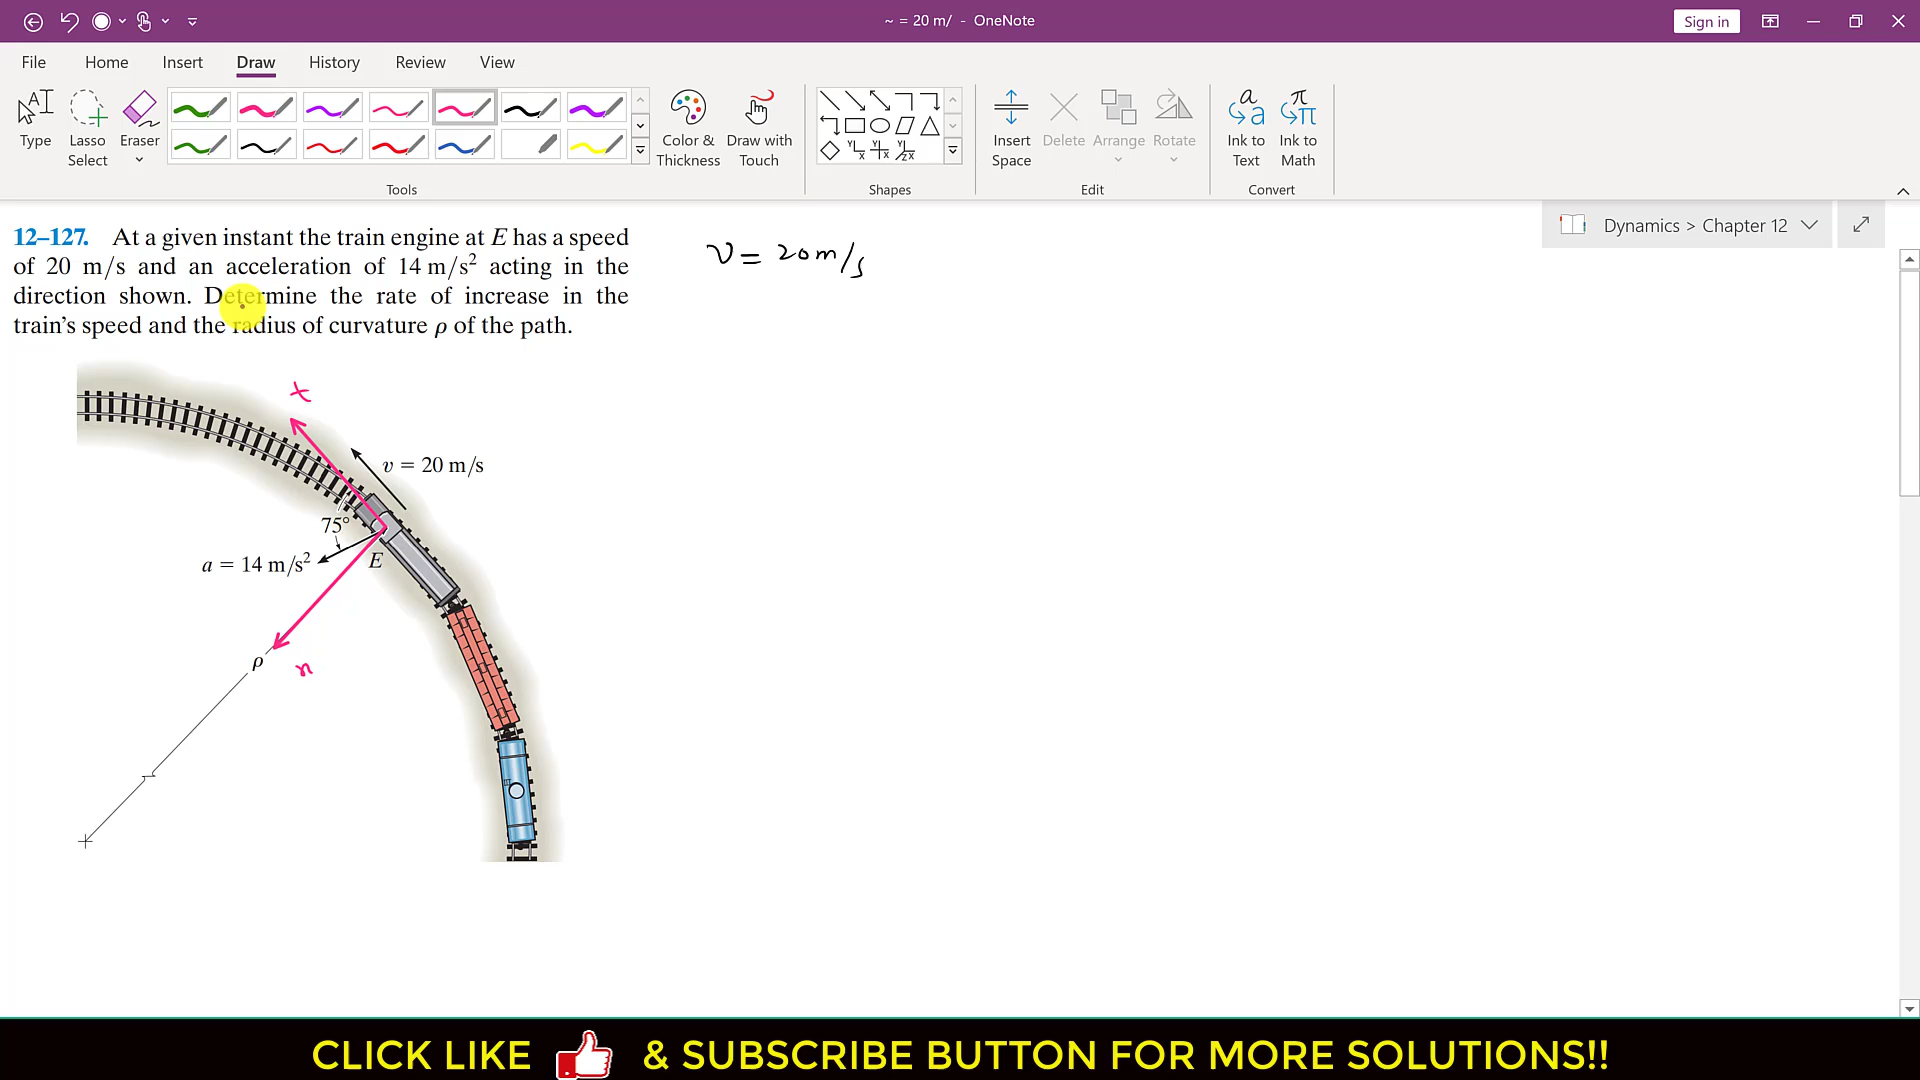 ~ = 20 m/ - OneNote
Sign in
File Home Insert Draw History Review View
Type
Lasso Select
Eraser
Color & Thickness
Draw with Touch
Insert Space
Delete
Arrange
Rotate
Ink to Text
Ink to Math
Tools
Shapes
Edit
Convert
Dynamics > Chapter 12
12–127. At a given instant the train engine at E has a speed
of 20 m/s and an acceleration of 14 m/s² acting in the
direction shown. Determine the rate of increase in the
train's speed and the radius of curvature ρ of the path.
v = 20 m/s
t
v = 20 m/s
75°
a = 14 m/s²
E
ρ
n
CLICK LIKE & SUBSCRIBE BUTTON FOR MORE SOLUTIONS!!